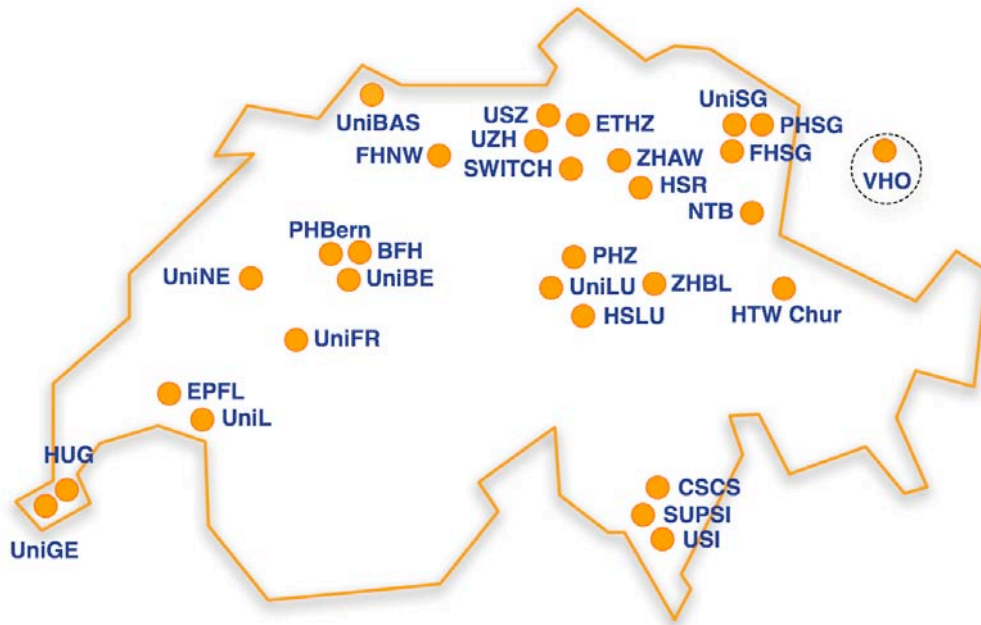 UniBAS
USZ
ETHZ
UniSG
PHSG
UZH
FHNW
SWITCH
ZHAW
FHSG
HSR
VHO
NTB
PHBern
BFH
PHZ
UniNE
UniBE
UniLU
ZHBL
HTW Chur
HSLU
UniFR
EPFL
UniL
HUG
CSCS
SUPSI
USI
UniGE